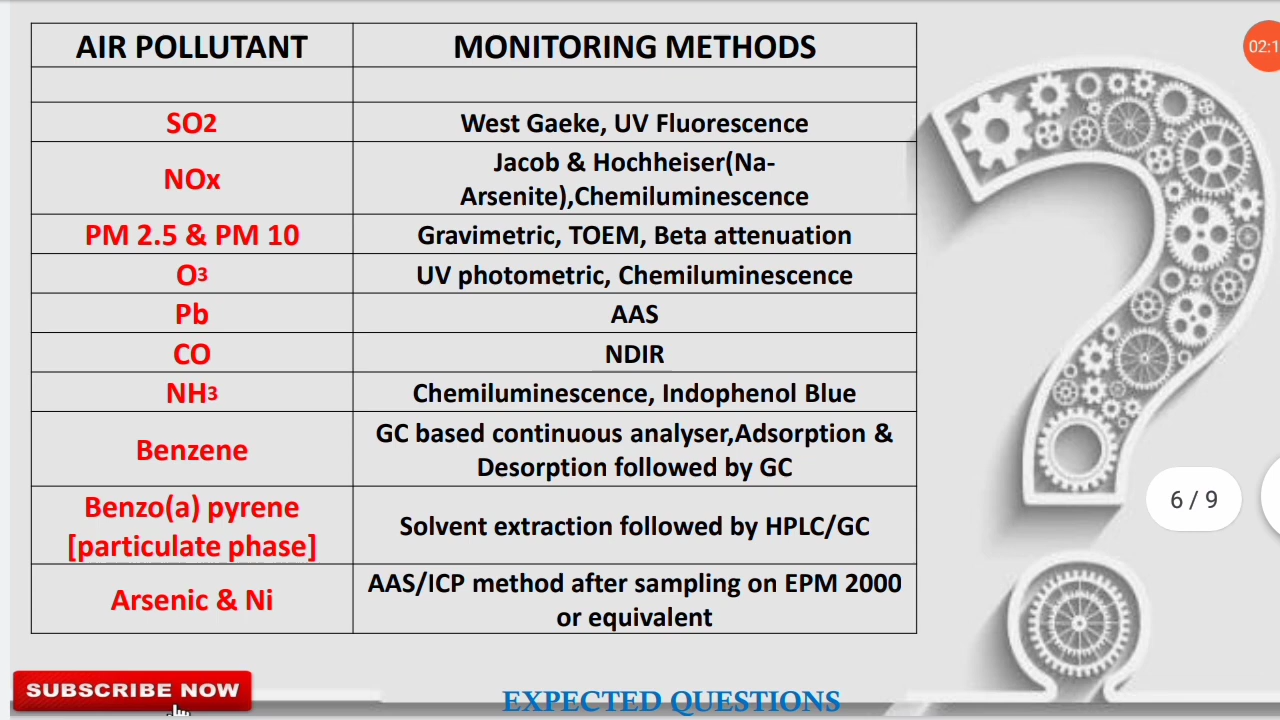 AIR POLLUTANT MONITORING METHODS
SO2 West Gaeke, UV Fluorescence
NOx Jacob & Hochheiser(Na-
Arsenite),Chemiluminescence
PM 2.5 & PM 10 Gravimetric, TOEM, Beta attenuation
O3 UV photometric, Chemiluminescence
Pb AAS
CO NDIR
NH3 Chemiluminescence, Indophenol Blue
Benzene GC based continuous analyser,Adsorption &
Desorption followed by GC
Benzo(a) pyrene
[particulate phase] Solvent extraction followed by HPLC/GC
Arsenic & Ni AAS/ICP method after sampling on EPM 2000
or equivalent
02:1
6 / 9
SUBSCRIBE NOW
EXPECTED QUESTIONS